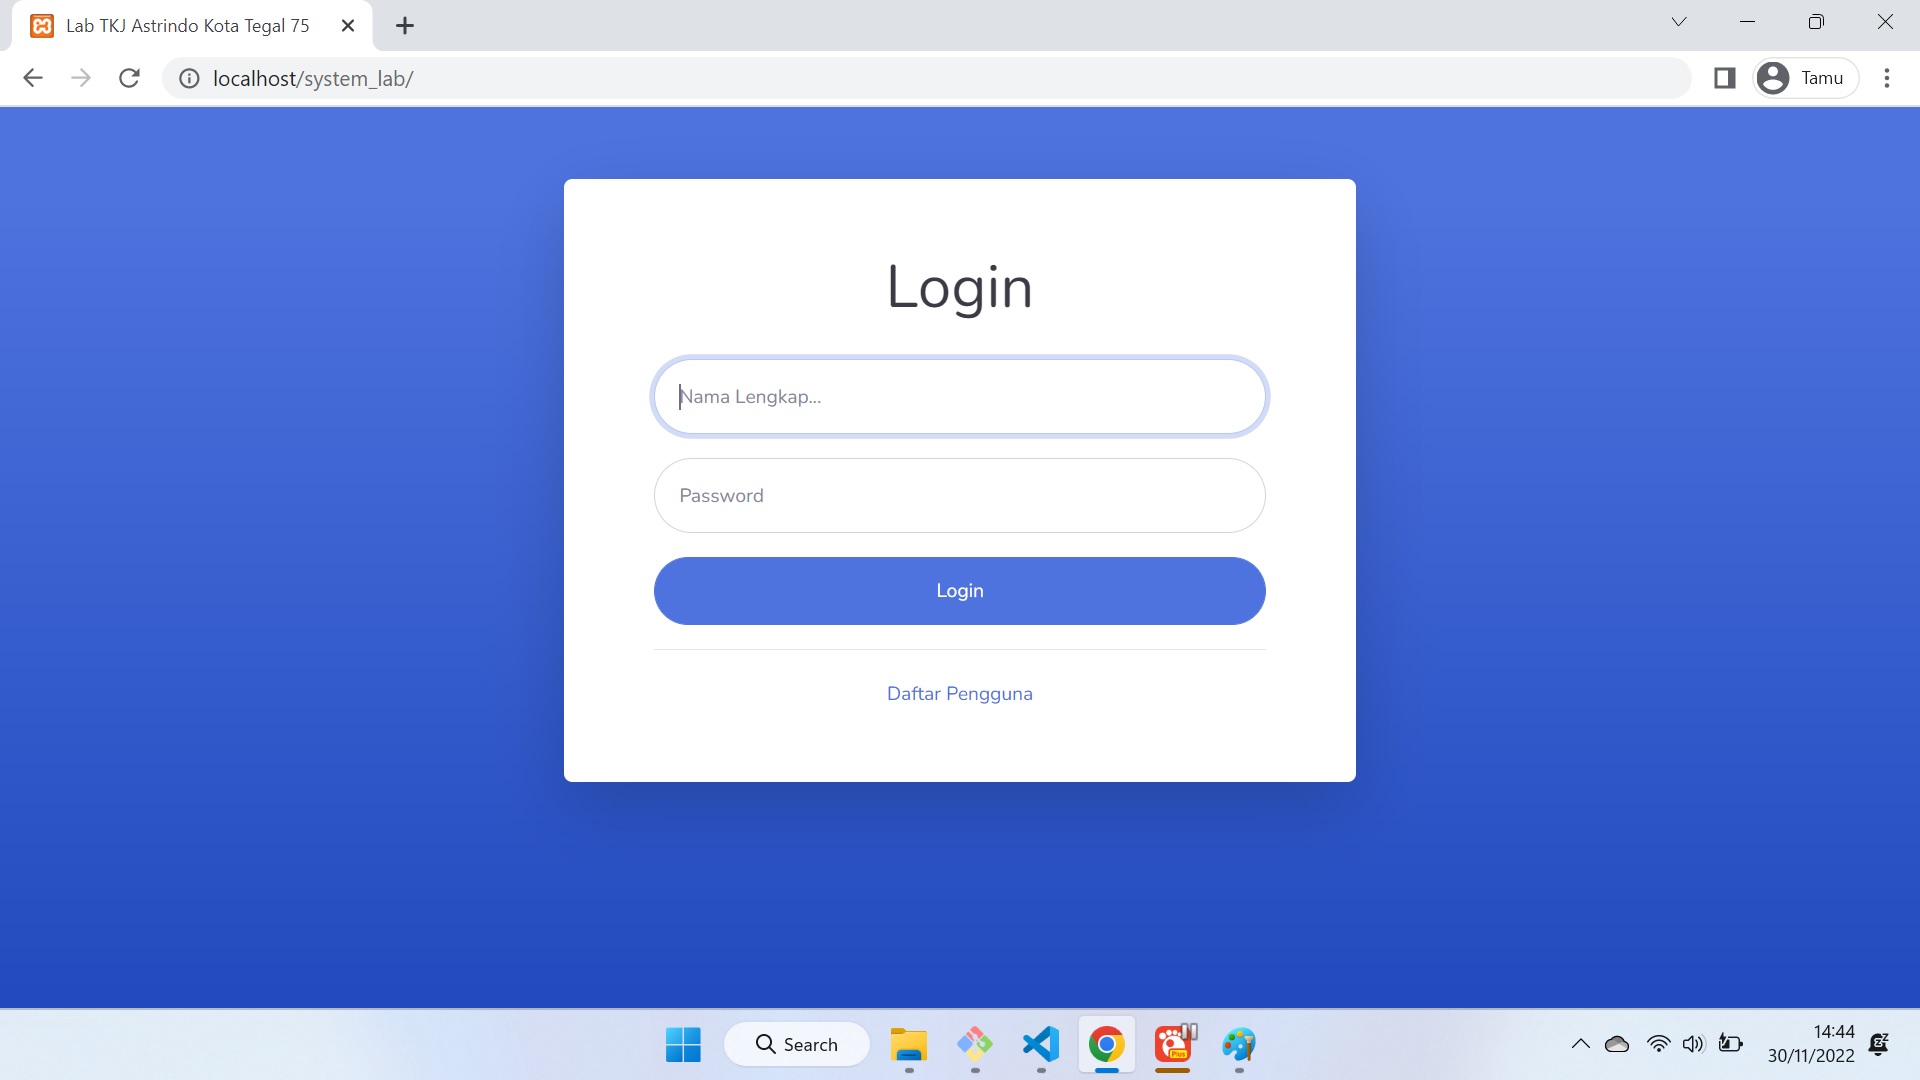 Lab TKJ Astrindo Kota Tegal 75
localhost/system_lab/
Tamu
Login
Nama Lengkap...
Password
Login
Daftar Pengguna
Search
Plus
14:44
30/11/2022